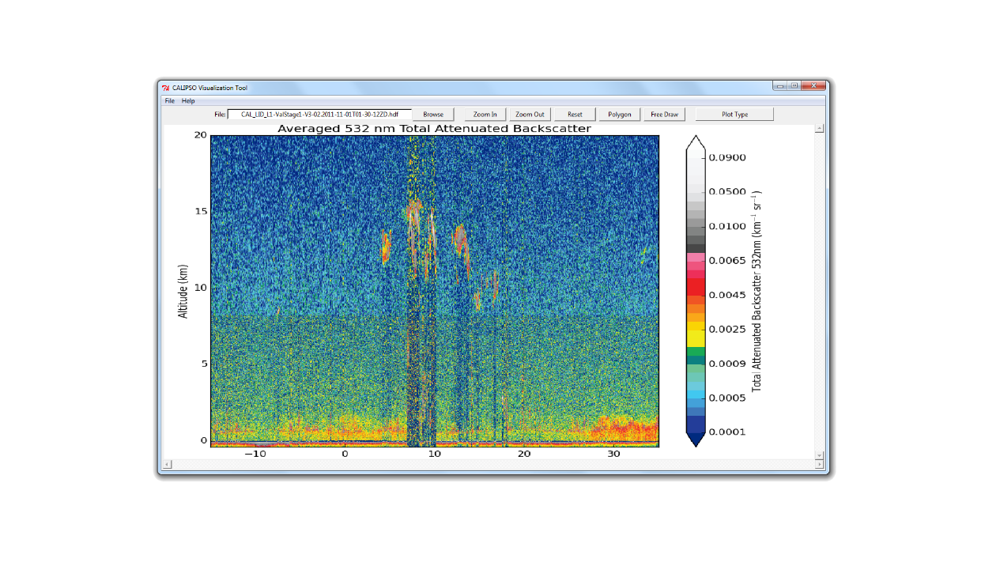 CALIPSO Visualization Tool
File Help
File: CAL_LID_L1-ValStage1-V3-02.2011-11-01T01-30-12ZD.hdf Browse Zoom In Zoom Out Reset Polygon Free Draw Plot Type
Averaged 532 nm Total Attenuated Backscatter
20
15
10
5
0
Altitude (km)
−10 0 10 20 30
0.0900
0.0500
0.0100
0.0065
0.0045
0.0025
0.0009
0.0005
0.0001
Total Attenuated Backscatter 532nm (km⁻¹ sr⁻¹)